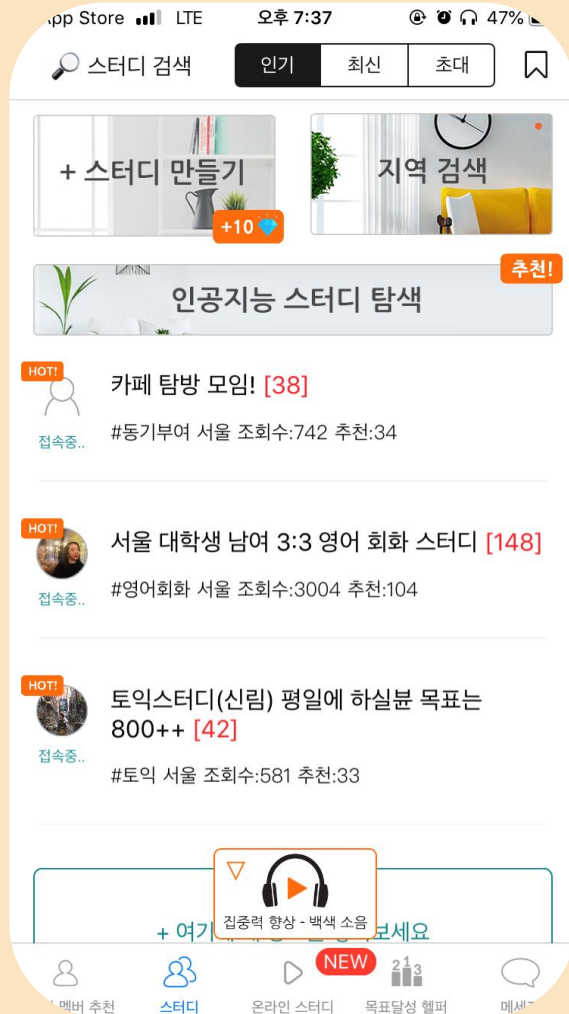 App Store LTE 오후 7:37 47%
🔎 스터디 검색 인기 최신 초대
+ 스터디 만들기
+10
지역 검색
추천!
인공지능 스터디 탐색
HOT!
카페 탐방 모임! [38]
접속중..
#동기부여 서울 조회수:742 추천:34
HOT!
서울 대학생 남여 3:3 영어 회화 스터디 [148]
접속중..
#영어회화 서울 조회수:3004 추천:104
HOT!
토익스터디(신림) 평일에 하실뷴 목표는
800++ [42]
접속중..
#토익 서울 조회수:581 추천:33
집중력 향상 - 백색 소음
+ 여기 보세요
NEW
2 1 3
멤버 추천 스터디 온라인 스터디 목표달성 헬퍼